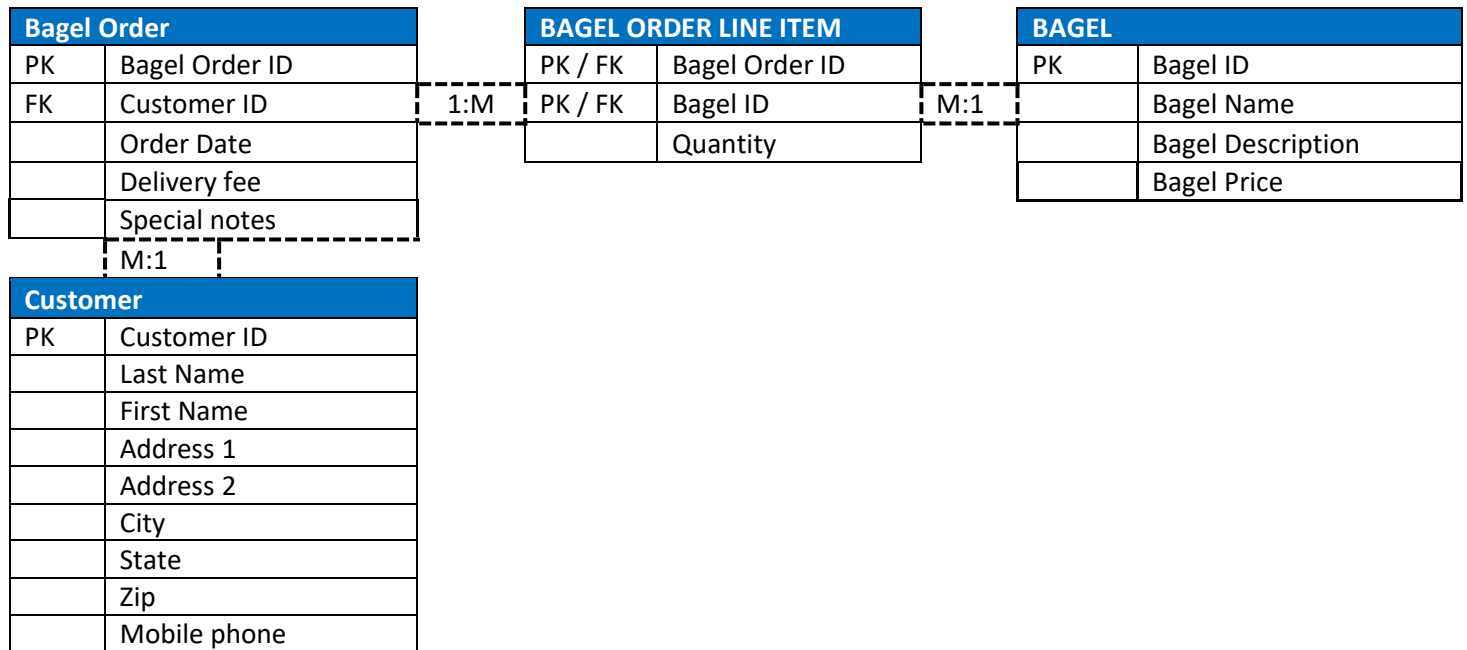 Bagel Order BAGEL ORDER LINE ITEM BAGEL
PK Bagel Order ID PK / FK Bagel Order ID PK Bagel ID
FK Customer ID 1:M PK / FK Bagel ID M:1 Bagel Name
Order Date Quantity Bagel Description
Delivery fee Bagel Price
Special notes
M:1
Customer
PK Customer ID
Last Name
First Name
Address 1
Address 2
City
State
Zip
Mobile phone